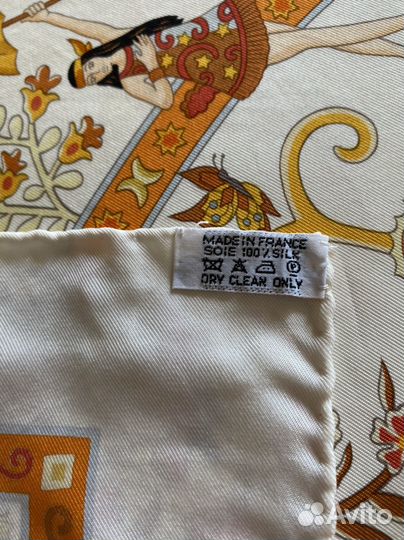 MADE IN FRANCE
SOIE 100% SILK
DRY CLEAN ONLY
Avito